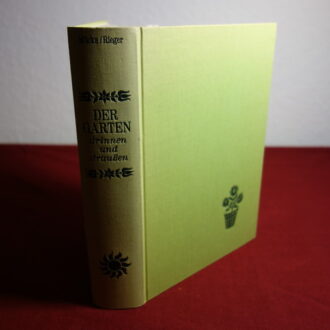 /Rieger
DER
GARTEN
drinnen
und
draußen